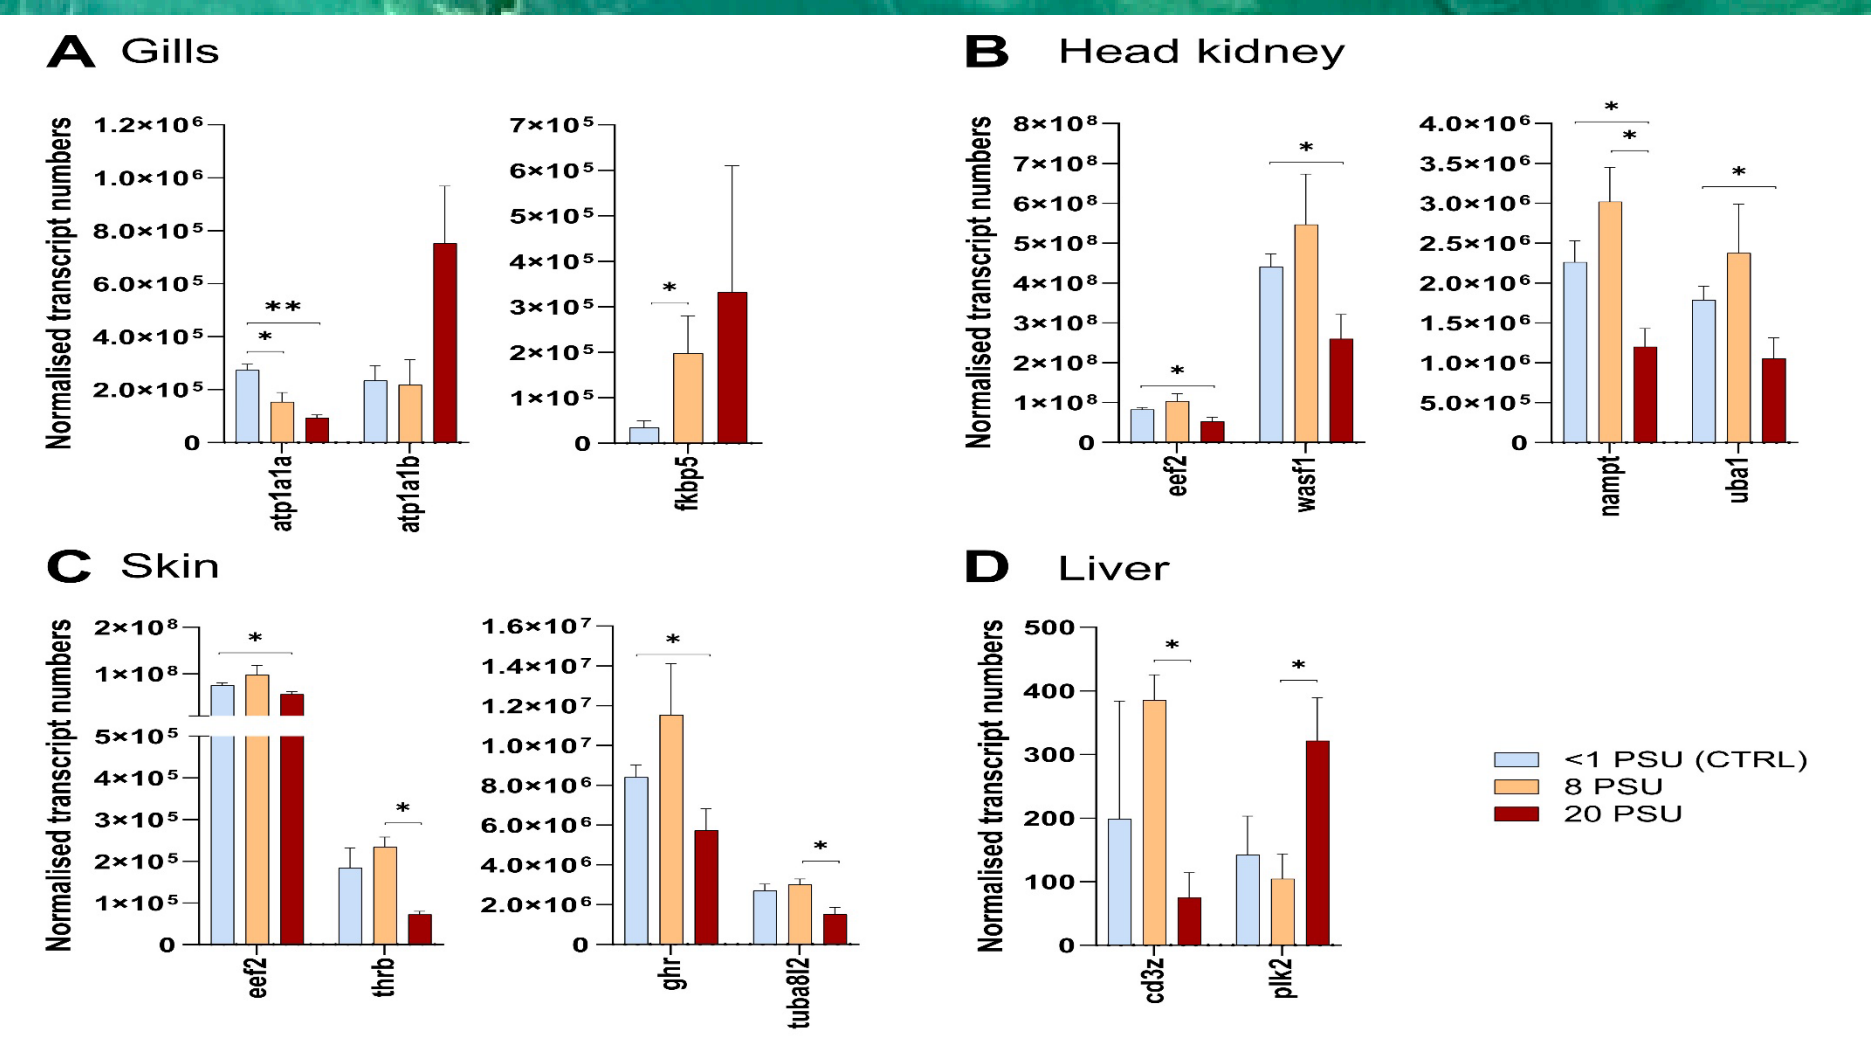 A Gills
Normalised transcript numbers
1.2×10⁶
1.0×10⁶
8.0×10⁵
6.0×10⁵
4.0×10⁵
2.0×10⁵
0
**
*
atp1a1a
atp1a1b
7×10⁵
6×10⁵
5×10⁵
4×10⁵
3×10⁵
2×10⁵
1×10⁵
0
*
fkbp5
B Head kidney
Normalised transcript numbers
8×10⁸
7×10⁸
6×10⁸
5×10⁸
4×10⁸
3×10⁸
2×10⁸
1×10⁸
0
*
*
eef2
wasf1
4.0×10⁶
3.5×10⁶
3.0×10⁶
2.5×10⁶
2.0×10⁶
1.5×10⁶
1.0×10⁶
5.0×10⁵
0
*
*
*
nampt
uba1
C Skin
Normalised transcript numbers
2×10⁸
1×10⁸
5×10⁵
4×10⁵
3×10⁵
2×10⁵
1×10⁵
0
*
*
eef2
thrb
1.6×10⁷
1.4×10⁷
1.2×10⁷
1.0×10⁷
8.0×10⁶
6.0×10⁶
4.0×10⁶
2.0×10⁶
0
*
*
ghr
tuba8l2
D Liver
Normalised transcript numbers
500
400
300
200
100
0
*
*
cd3z
plk2
<1 PSU (CTRL)
8 PSU
20 PSU